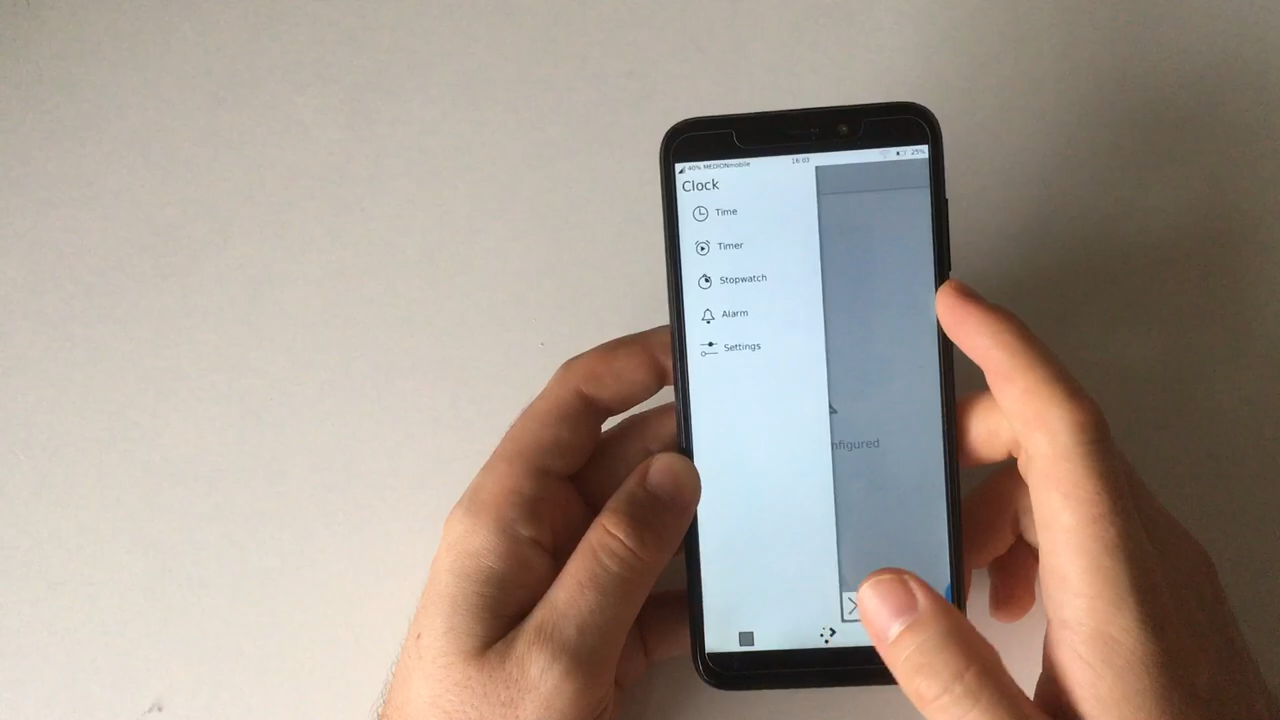 40% MEDIONmobile 16:03 25%
Clock
Time
Timer
Stopwatch
Alarm
Settings
nfigured